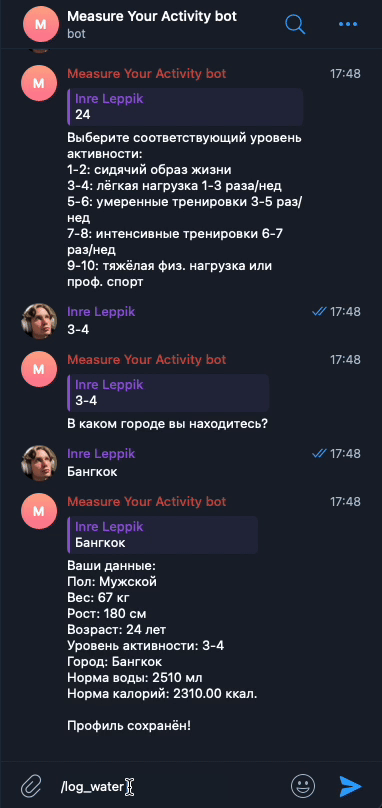 Measure Your Activity bot
bot
M
Measure Your Activity bot 17:48
M
Inre Leppik
24
Выберите соответствующий уровень
активности:
1-2: сидячий образ жизни
3-4: лёгкая нагрузка 1-3 раза/нед
5-6: умеренные тренировки 3-5 раз/
нед
7-8: интенсивные тренировки 6-7
раз/нед
9-10: тяжёлая физ. нагрузка или
проф. спорт
Inre Leppik 17:48
3-4
Measure Your Activity bot 17:48
M
Inre Leppik
3-4
В каком городе вы находитесь?
Inre Leppik 17:48
Бангкок
Measure Your Activity bot 17:48
M
Inre Leppik
Бангкок
Ваши данные:
Пол: Мужской
Вес: 67 кг
Рост: 180 см
Возраст: 24 лет
Уровень активности: 3-4
Город: Бангкок
Норма воды: 2510 мл
Норма калорий: 2310.00 ккал.
Профиль сохранён!
/log_water